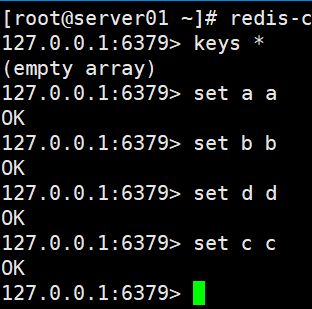 [root@server01 ~]# redis-c
127.0.0.1:6379> keys *
(empty array)
127.0.0.1:6379> set a a
OK
127.0.0.1:6379> set b b
OK
127.0.0.1:6379> set d d
OK
127.0.0.1:6379> set c c
OK
127.0.0.1:6379>